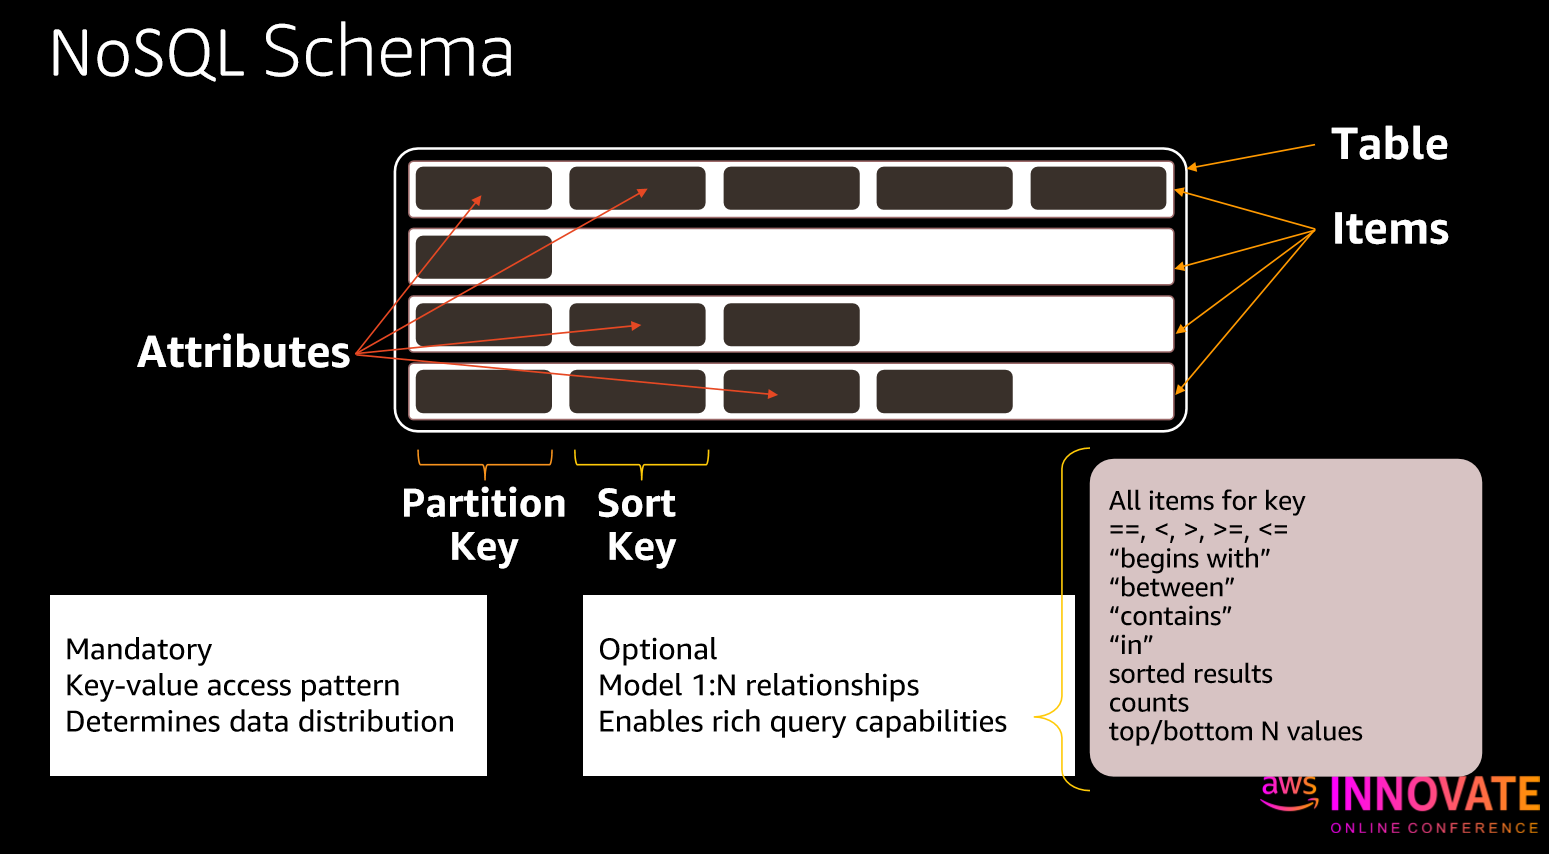 NoSQL Schema
Table
Items
Attributes
Partition
Key
Sort
Key
Mandatory
Key-value access pattern
Determines data distribution
Optional
Model 1:N relationships
Enables rich query capabilities
All items for key
==, <, >, >=, <=
“begins with”
“between”
“contains”
“in”
sorted results
counts
top/bottom N values
aws INNOVATE
ONLINE CONFERENCE